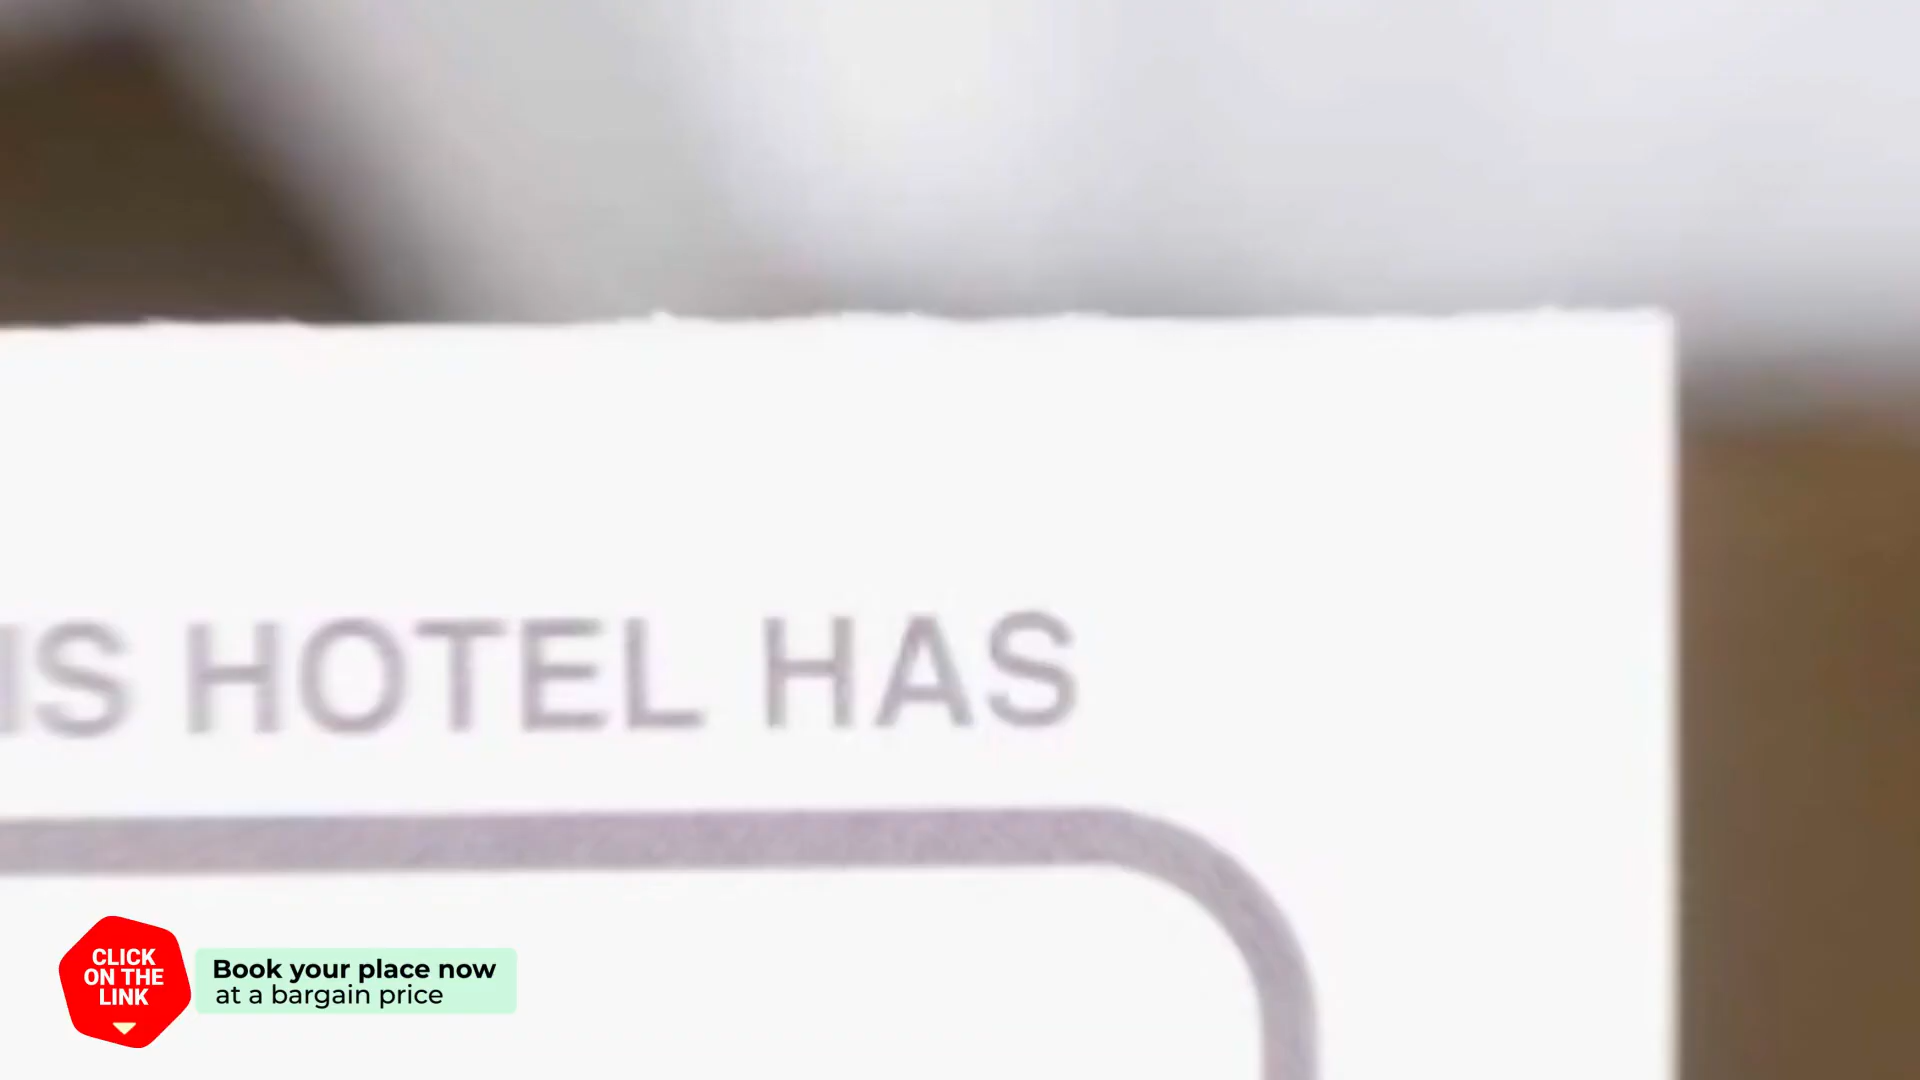 IS HOTEL HAS
CLICK
ON THE
LINK
Book your place now
at a bargain price